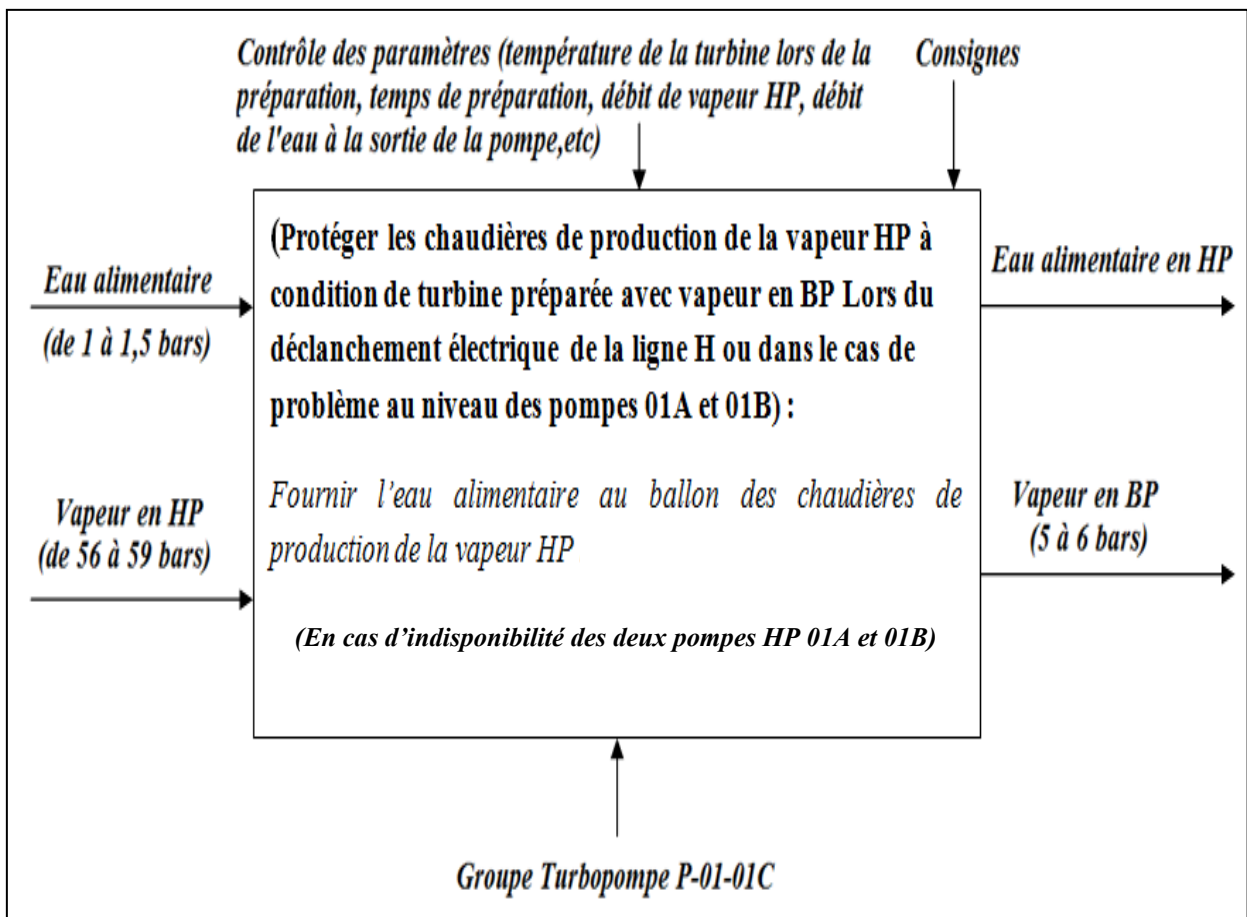 Contrôle des paramètres (température de la turbine lors de la
préparation, temps de préparation, débit de vapeur HP, débit
de l'eau à la sortie de la pompe,etc)
Consignes
(Protéger les chaudières de production de la vapeur HP à
condition de turbine préparée avec vapeur en BP Lors du
déclanchement électrique de la ligne H ou dans le cas de
problème au niveau des pompes 01A et 01B) :
Eau alimentaire
(de 1 à 1,5 bars)
Eau alimentaire en HP
Fournir l'eau alimentaire au ballon des chaudières de
production de la vapeur HP
Vapeur en HP
(de 56 à 59 bars)
Vapeur en BP
(5 à 6 bars)
(En cas d'indisponibilité des deux pompes HP 01A et 01B)
Groupe Turbopompe P-01-01C